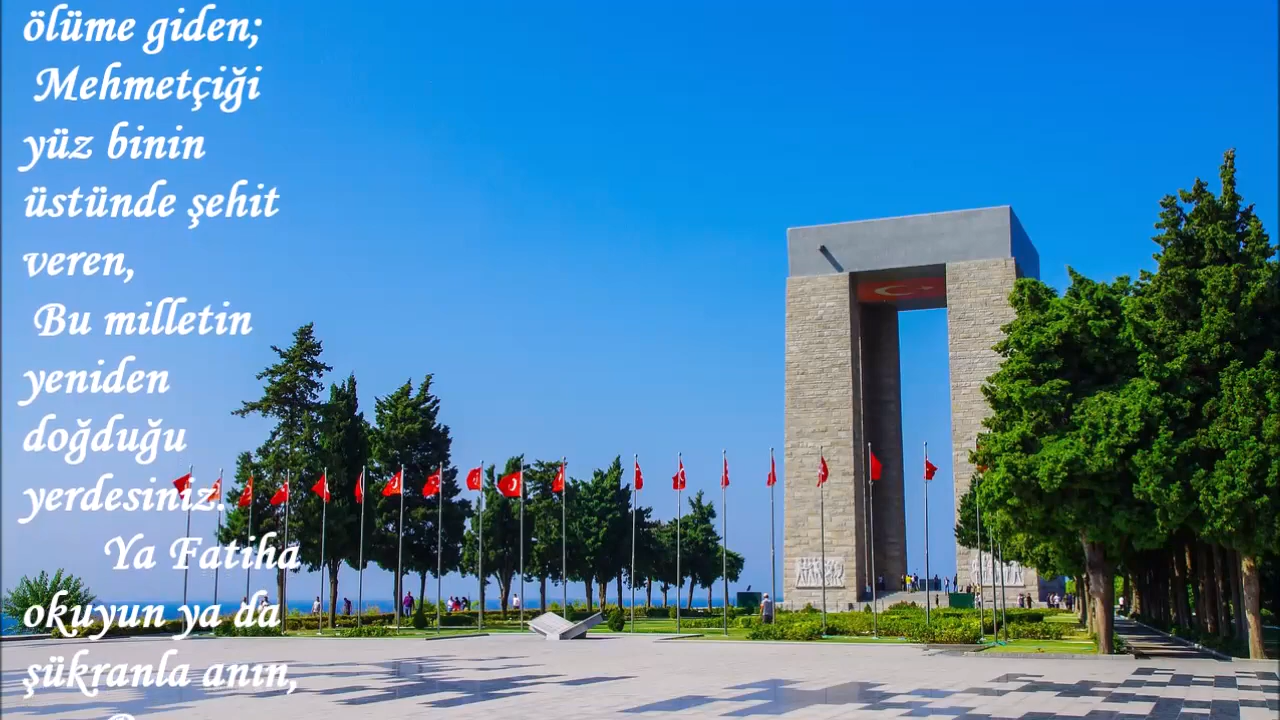 ölüme giden;
Mehmetçiği
yüz binin
üstünde şehit
veren,
Bu milletin
yeniden
doğduğu
yerdesiniz.
Ya Fatiha
okuyun ya da
şükranla anın,